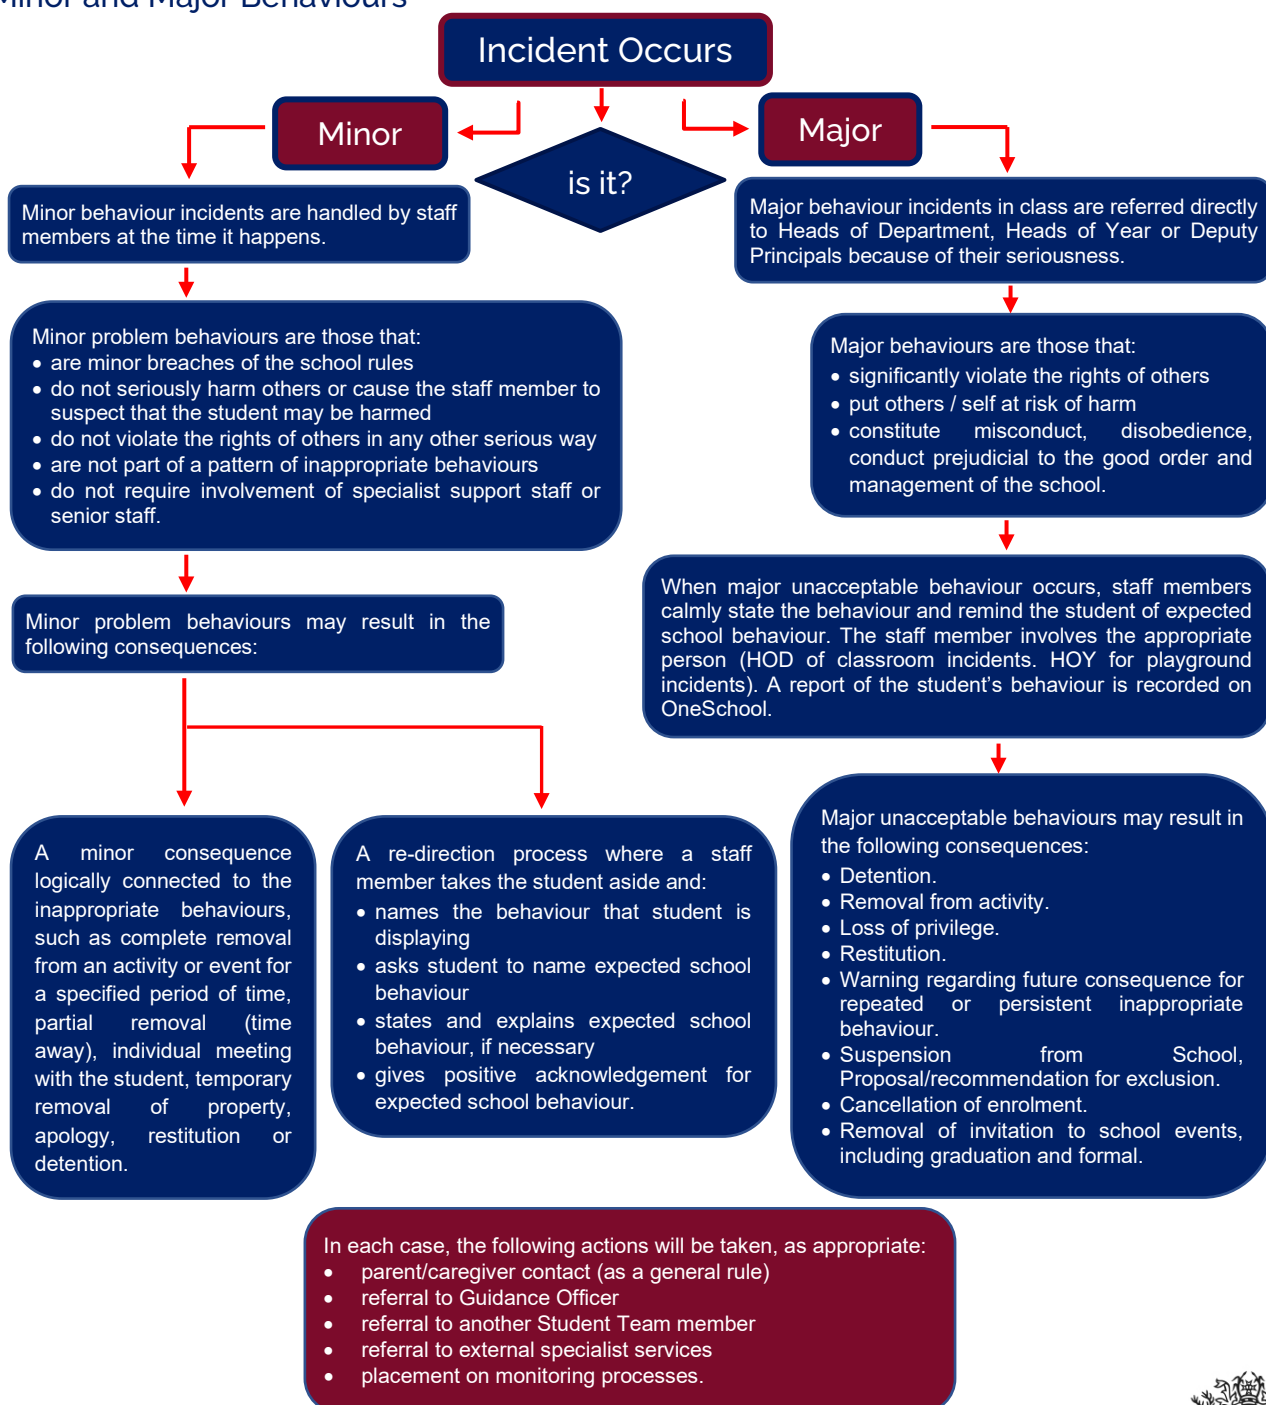 Minor and Major Behaviours
Incident Occurs
Minor
is it?
Major
Minor behaviour incidents are handled by staff
members at the time it happens.
Minor problem behaviours are those that:
• are minor breaches of the school rules
• do not seriously harm others or cause the staff member to
suspect that the student may be harmed
• do not violate the rights of others in any other serious way
• are not part of a pattern of inappropriate behaviours
• do not require involvement of specialist support staff or
senior staff.
Minor problem behaviours may result in the
following consequences:
A minor consequence
logically connected to the
inappropriate behaviours,
such as complete removal
from an activity or event for
a specified period of time,
partial removal (time
away), individual meeting
with the student, temporary
removal of property,
apology, restitution or
detention.
A re-direction process where a staff
member takes the student aside and:
• names the behaviour that student is
displaying
• asks student to name expected school
behaviour
• states and explains expected school
behaviour, if necessary
• gives positive acknowledgement for
expected school behaviour.
Major behaviour incidents in class are referred directly
to Heads of Department, Heads of Year or Deputy
Principals because of their seriousness.
Major behaviours are those that:
• significantly violate the rights of others
• put others / self at risk of harm
• constitute misconduct, disobedience,
conduct prejudicial to the good order and
management of the school.
When major unacceptable behaviour occurs, staff members
calmly state the behaviour and remind the student of expected
school behaviour. The staff member involves the appropriate
person (HOD of classroom incidents. HOY for playground
incidents). A report of the student’s behaviour is recorded on
OneSchool.
Major unacceptable behaviours may result in
the following consequences:
• Detention.
• Removal from activity.
• Loss of privilege.
• Restitution.
• Warning regarding future consequence for
repeated or persistent inappropriate
behaviour.
• Suspension from School,
Proposal/recommendation for exclusion.
• Cancellation of enrolment.
• Removal of invitation to school events,
including graduation and formal.
In each case, the following actions will be taken, as appropriate:
• parent/caregiver contact (as a general rule)
• referral to Guidance Officer
• referral to another Student Team member
• referral to external specialist services
• placement on monitoring processes.